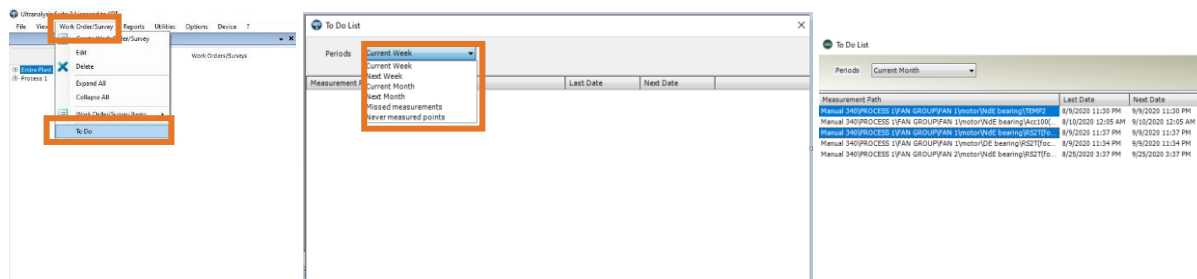 Ultranalysis Suite 3 Licensed to SDT
File View Work Order/Survey Reports Utilities Options Device ?
Create Work Order/Survey
Edit
Work Orders/Surveys
Delete
Entire Plant
Process 1
Expand All
Collapse All
Work Order/Survey Items
To Do
To Do List
Periods Current Week
Current Week
Next Week
Current Month
Next Month
Missed measurements
Never measured points
Measurement Last Date Next Date
To Do List
Periods Current Month
Measurement Path Last Date Next Date
Manual 340\PROCESS 1\FAN GROUP\FAN 1\motor\NdE bearing\TEMP2 8/9/2020 11:30 PM 9/9/2020 11:30 PM
Manual 340\PROCESS 1\FAN GROUP\FAN 1\motor\NdE bearing\Acc100(... 8/10/2020 12:05 AM 9/10/2020 12:05 AM
Manual 340\PROCESS 1\FAN GROUP\FAN 1\motor\NdE bearing\RS2T(fo... 8/9/2020 11:37 PM 9/9/2020 11:37 PM
Manual 340\PROCESS 1\FAN GROUP\FAN 1\motor\DE bearing\RS2T(foc... 8/9/2020 11:34 PM 9/9/2020 11:34 PM
Manual 340\PROCESS 1\FAN GROUP\FAN 2\motor\NdE bearing\RS2T(fo... 8/25/2020 3:37 PM 9/25/2020 3:37 PM